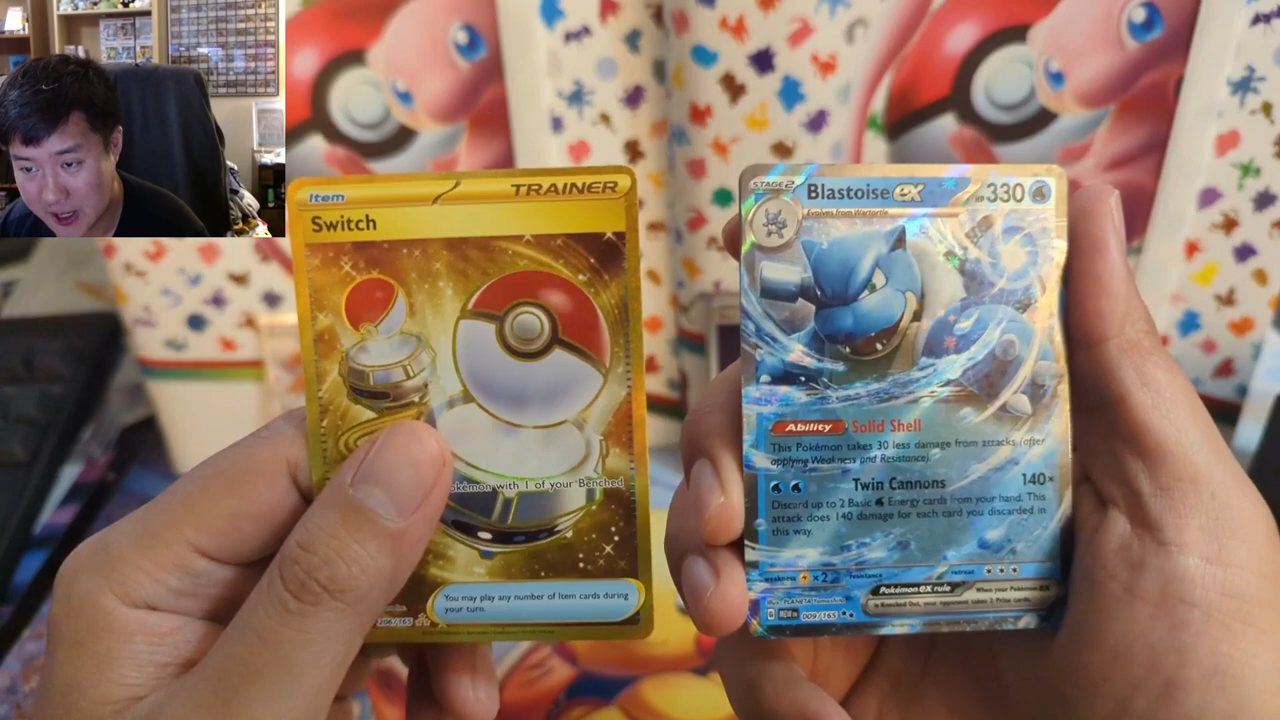 Item
TRAINER
Switch
okémon with 1 of your Benched
You may play any number of Item cards during
your turn.
206/165
STAGE2
Blastoise ex
HP 330
Evolves from Wartortle
Ability Solid Shell
This Pokémon takes 30 less damage from attacks (after
applying Weakness and Resistance).
Twin Cannons 140×
Discard up to 2 Basic Energy cards from your hand. This
attack does 140 damage for each card you discarded in
this way.
weakness ×2 resistance retreat
Pokémon ex rule
When your Pokémon ex
is Knocked Out, your opponent takes 2 Prize cards.
Illus. PLANETA
G MEW EN 009/165